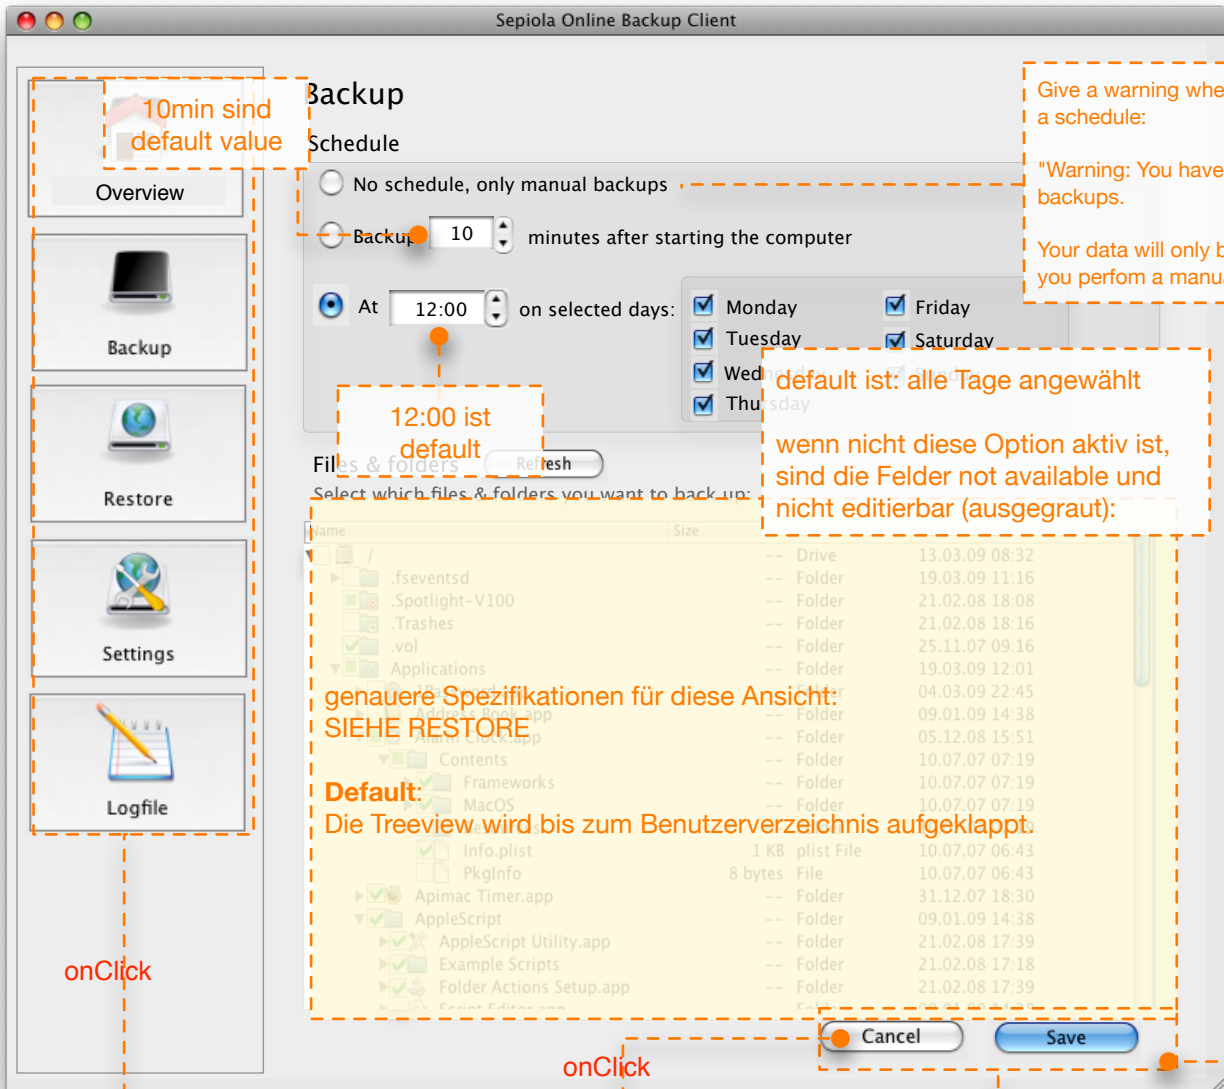 Sepiola Online Backup Client
10min sind
default value
Overview
Backup
Restore
Settings
Logfile
onClick
Backup
Schedule
No schedule, only manual backups
Backup 10 minutes after starting the computer
At 12:00 on selected days:
Monday
Tuesday
Wednesday
Thursday
Friday
Saturday
Sunday
Give a warning whe
a schedule:
"Warning: You have
backups.
Your data will only b
you perfom a manua
12:00 ist
default
default ist: alle Tage angewählt
wenn nicht diese Option aktiv ist,
sind die Felder not available und
nicht editierbar (ausgegraut):
Files & folders Refresh
Select which files & folders you want to back up:
Name Size
/ -- Drive 13.03.09 08:32
.fseventsd -- Folder 19.03.09 11:16
.Spotlight-V100 -- Folder 21.02.08 18:08
.Trashes -- Folder 21.02.08 18:16
.vol -- Folder 25.11.07 09:16
Applications -- Folder 19.03.09 12:01
-- Folder 04.03.09 22:45
Address Book.app -- Folder 09.01.09 14:38
Alarm Clock.app -- Folder 05.12.08 15:51
Contents -- Folder 10.07.07 07:19
Frameworks -- Folder 10.07.07 07:19
MacOS -- Folder 10.07.07 07:19
Info.plist 1 KB plist File 10.07.07 06:43
PkgInfo 8 bytes File 10.07.07 06:43
Apimac Timer.app -- Folder 31.12.07 18:30
AppleScript -- Folder 09.01.09 14:38
AppleScript Utility.app -- Folder 21.02.08 17:39
Example Scripts -- Folder 21.02.08 17:18
Folder Actions Setup.app -- Folder 21.02.08 17:39
genauere Spezifikationen für diese Ansicht:
SIEHE RESTORE
Default:
Die Treeview wird bis zum Benutzerverzeichnis aufgeklappt.
Cancel Save
onClick